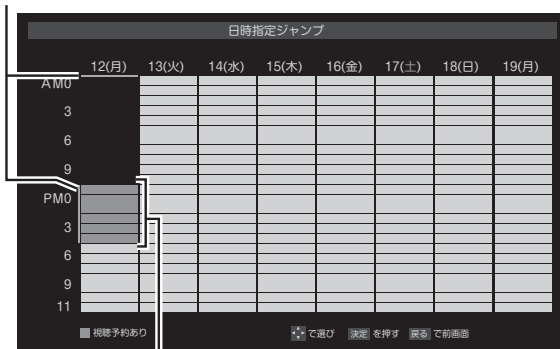 日時指定ジャンプ
12(月) 13(火) 14(水) 15(木) 16(金) 17(土) 18(日) 19(月)
AM0
3
6
9
PM0
3
6
9
11
視聴予約あり で選び 決定 を押す 戻る で前画面